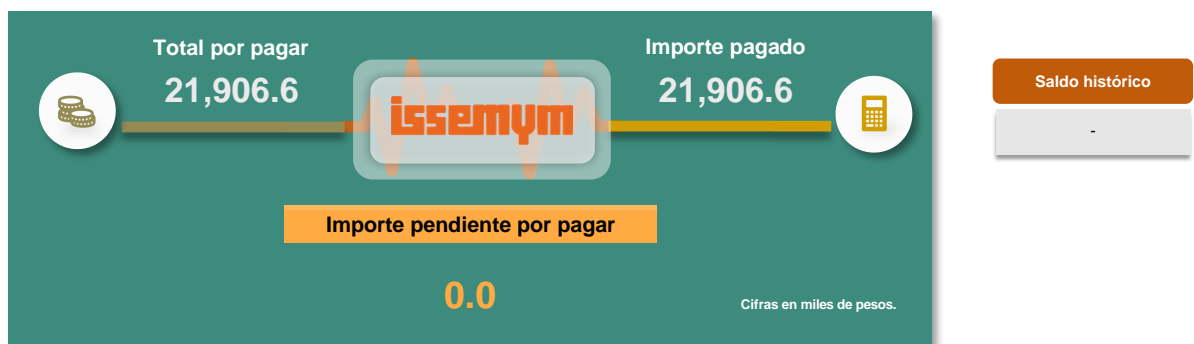 Total por pagar
21,906.6
issemym
Importe pagado
21,906.6
Importe pendiente por pagar
0.0
Cifras en miles de pesos.
Saldo histórico
-